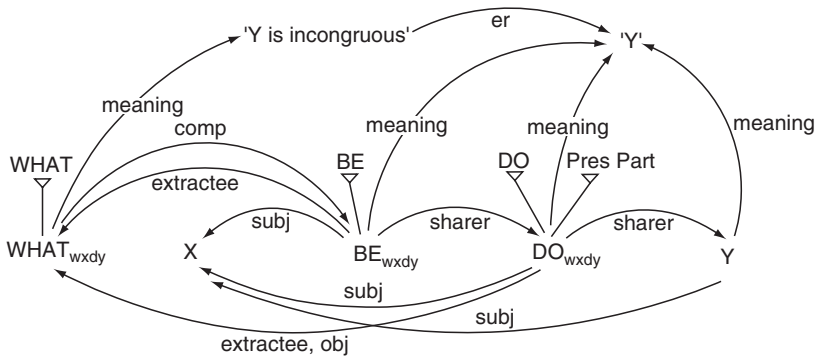 'Y is incongruous'
er
'Y'
meaning
meaning
meaning
meaning
comp
WHAT
BE
DO
Pres Part
extractee
subj
sharer
sharer
WHATwxdy
X
BEwxdy
DOwxdy
Y
subj
subj
extractee, obj